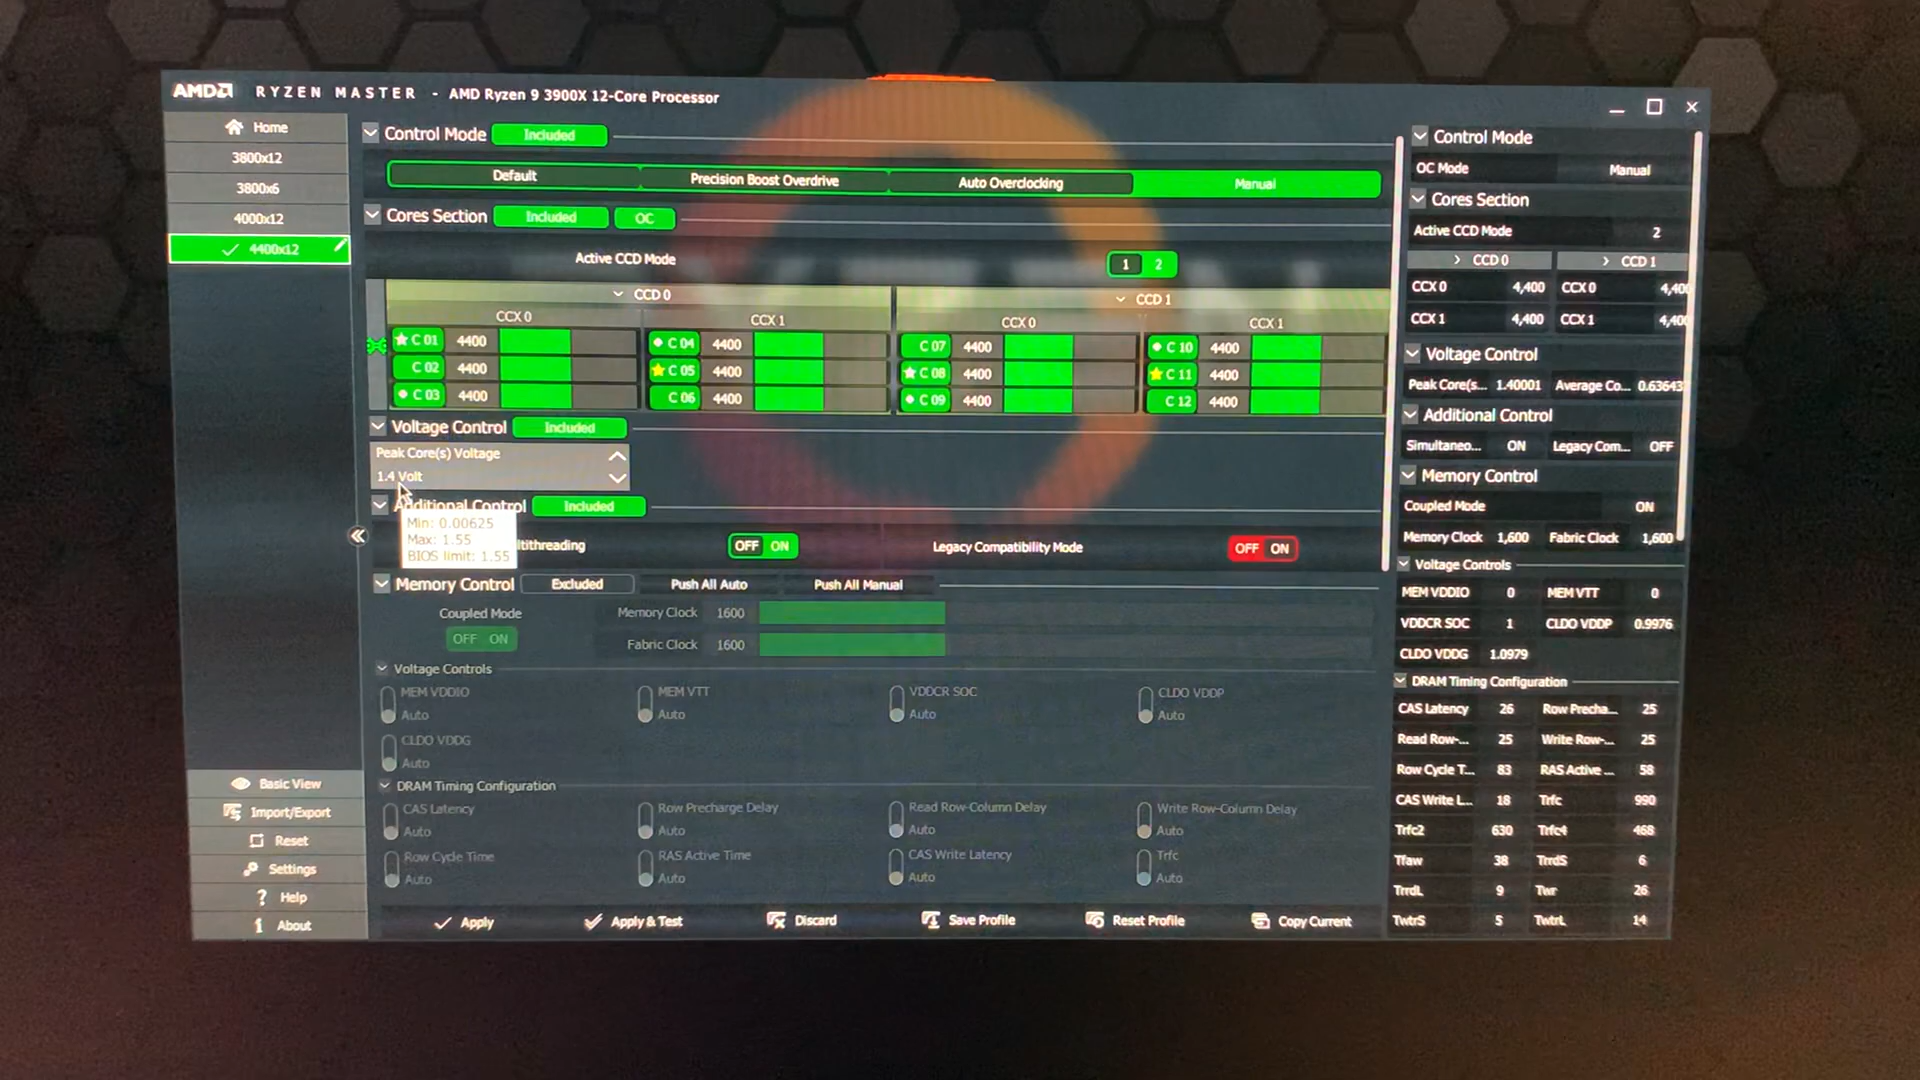 AMD RYZEN MASTER - AMD Ryzen 9 3900X 12-Core Processor
Home
3800x12
3800x6
4000x12
4400x12
Basic View
Import/Export
Reset
Settings
Help
About
Control Mode Included
Default Precision Boost Overdrive Auto Overclocking Manual
Cores Section Included OC
Active CCD Mode 1 2
CCD 0 CCD 1
CCX 0 CCX 1 CCX 0 CCX 1
C 01 4400 C 04 4400 C 07 4400 C 10 4400
C 02 4400 C 05 4400 C 08 4400 C 11 4400
C 03 4400 C 06 4400 C 09 4400 C 12 4400
Voltage Control Included
Peak Core(s) Voltage
1.4 Volt
Additional Control Included
Min: 0.00625
Max: 1.55
BIOS limit: 1.55
OFF ON Legacy Compatibility Mode OFF ON
Memory Control Excluded Push All Auto Push All Manual
Coupled Mode Memory Clock 1600
OFF ON Fabric Clock 1600
Voltage Controls
MEM VDDIO MEM VTT VDDCR SOC CLDO VDDP
Auto Auto Auto Auto
CLDO VDDG
Auto
DRAM Timing Configuration
CAS Latency Row Precharge Delay Read Row-Column Delay Write Row-Column Delay
Auto Auto Auto Auto
Row Cycle Time RAS Active Time CAS Write Latency Trfc
Auto Auto Auto Auto
Apply Apply & Test Discard Save Profile Reset Profile Copy Current
Control Mode
OC Mode Manual
Cores Section
Active CCD Mode 2
CCD 0 CCD 1
CCX 0 4,400 CCX 0 4,400
CCX 1 4,400 CCX 1 4,400
Voltage Control
Peak Core(s... 1.40001 Average Co... 0.63643
Additional Control
Simultaneo... ON Legacy Com... OFF
Memory Control
Coupled Mode ON
Memory Clock 1,600 Fabric Clock 1,600
Voltage Controls
MEM VDDIO 0 MEM VTT 0
VDDCR SOC 1 CLDO VDDP 0.9976
CLDO VDDG 1.0979
DRAM Timing Configuration
CAS Latency 26 Row Precha... 25
Read Row-... 25 Write Row-... 25
Row Cycle T... 83 RAS Active ... 58
CAS Write L... 18 Trfc 990
Trfc2 630 Trfc4 468
Tfaw 38 TrrdS 6
TrrdL 9 Twr 26
TwtrS 5 TwtrL 14